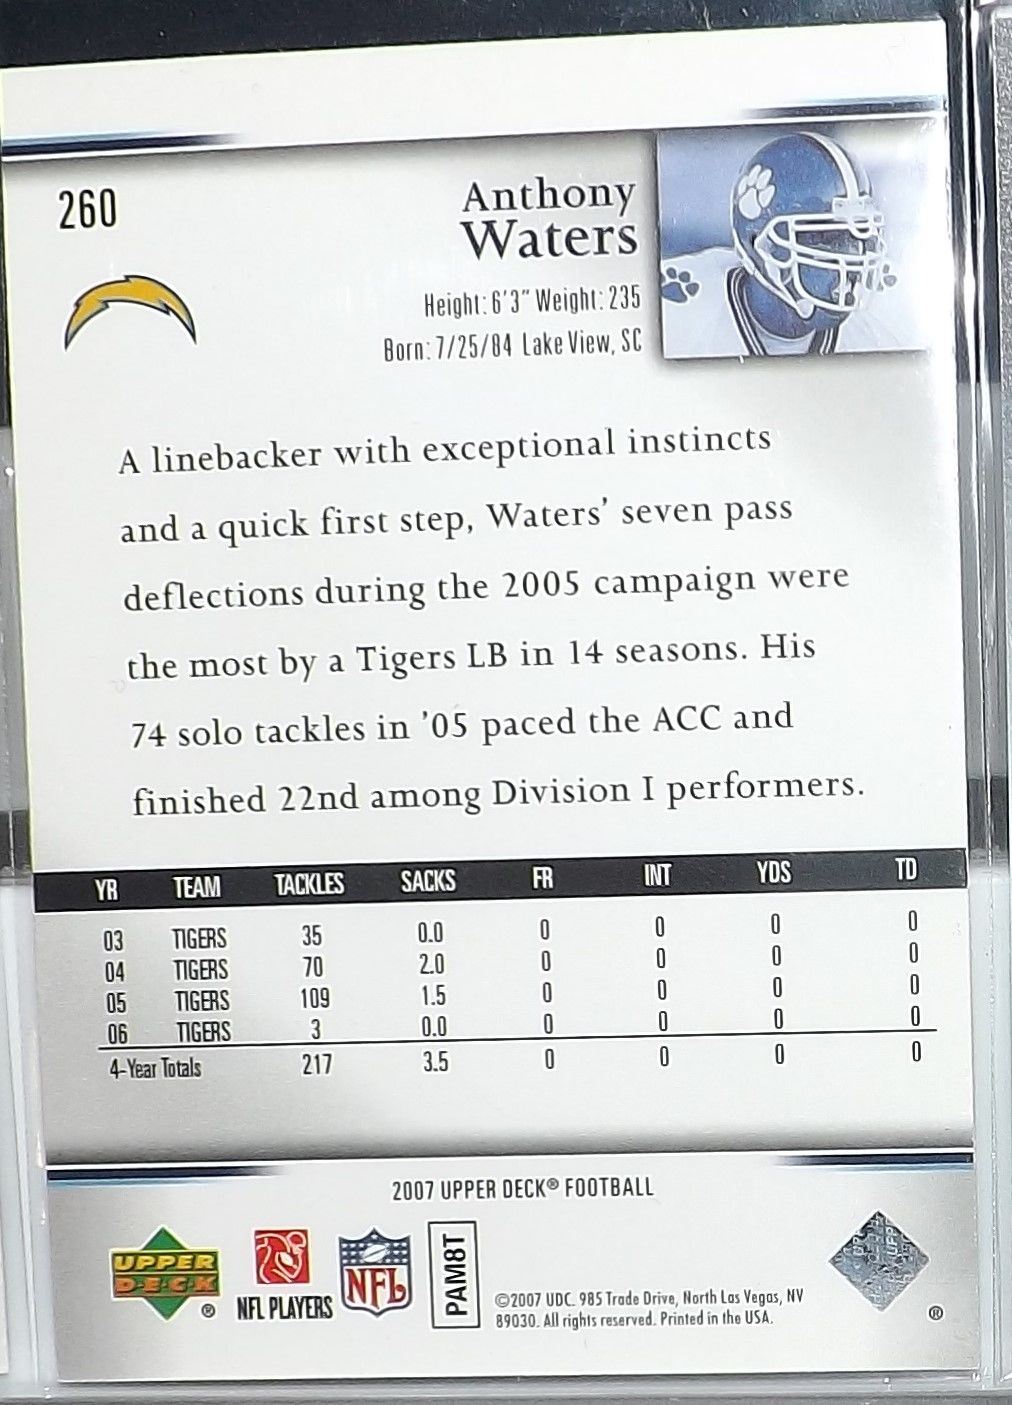 260
Anthony
Waters
Height: 6'3" Weight: 235
Born: 7/25/84 Lake View, SC
A linebacker with exceptional instincts
and a quick first step, Waters' seven pass
deflections during the 2005 campaign were
the most by a Tigers LB in 14 seasons. His
74 solo tackles in '05 paced the ACC and
finished 22nd among Division I performers.
YR TEAM TACKLES SACKS FR INT YDS TD
03 TIGERS 35 0.0 0 0 0 0
04 TIGERS 70 2.0 0 0 0 0
05 TIGERS 109 1.5 0 0 0 0
06 TIGERS 3 0.0 0 0 0 0
4-Year Totals 217 3.5 0 0 0 0
2007 UPPER DECK® FOOTBALL
UPPER
DECK
®
NFL PLAYERS
NFL
PAM8T
©2007 UDC. 985 Trade Drive, North Las Vegas, NV
89030. All rights reserved. Printed in the USA.
®